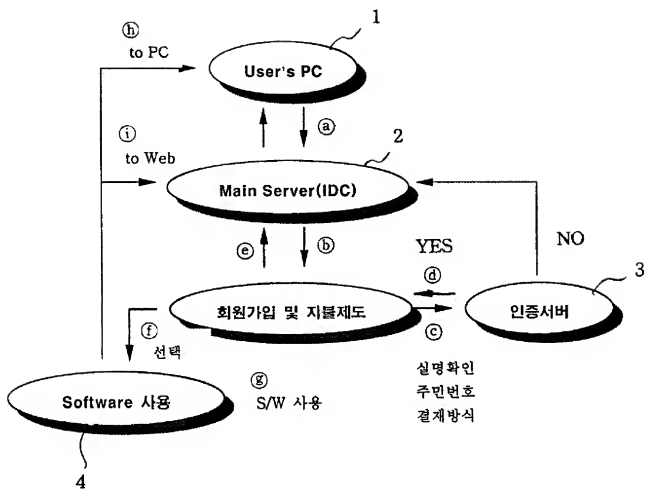 ⓗ
to PC
1
User's PC
ⓐ
ⓘ
to Web
2
Main Server(IDC)
ⓔ
ⓑ
YES
NO
ⓓ
3
회원가입 및 지불제도
인증서버
ⓕ
선택
ⓒ
실명확인
주민번호
결재방식
ⓖ
S/W 사용
Software 사용
4